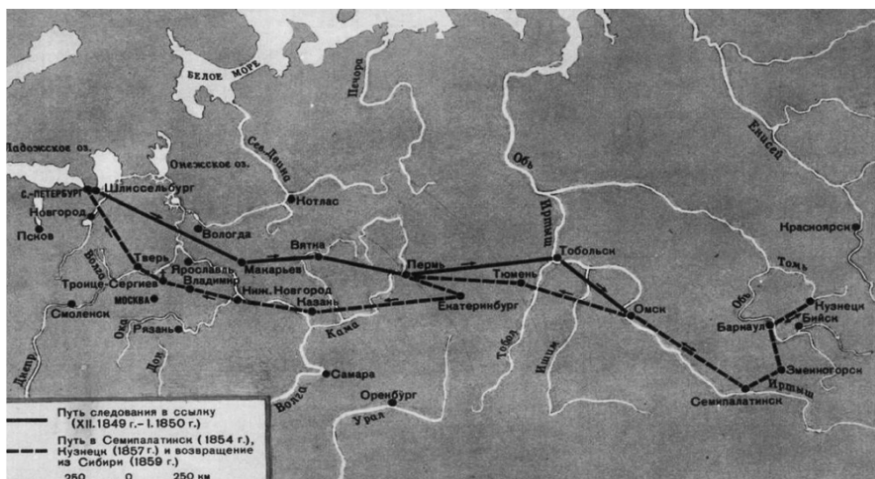 БЕЛОЕ МОРЕ
Печора
Енисей
Ладожское оз.
Онежское оз.
Сев. Двина
Обь
С.-ПЕТЕРБУРГ
Шлиссельбург
Котлас
Иртыш
Новгород
Красноярск
Псков
Вологда
Вятка
Тобольск
Волга
Тверь
Ярославль
Макарьев
Пермь
Томь
Троице-Сергиев
Владимир
Тюмень
МОСКВА
Ниж. Новгород
Обь
Кузнецк
Смоленск
Казань
Екатеринбург
Омск
Бийск
Ока
Рязань
Кама
Барнаул
Днепр
Дон
Тобол
Ишим
Волга
Самара
Змеиногорск
Оренбург
Иртыш
Урал
Семипалатинск
Путь следования в ссылку
(XII. 1849 г.– I. 1850 г.)
Путь в Семипалатинск (1854 г.),
Кузнецк (1857 г.) и возвращение
из Сибири (1859 г.)
250 0 250 км